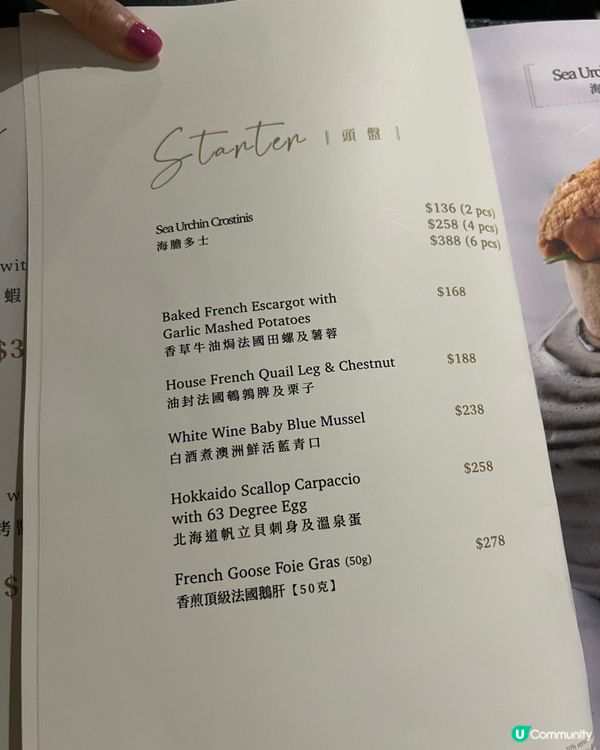 Starter | 頭盤 |
Sea Urchin Crostinis
海膽多士
$136 (2 pcs)
$258 (4 pcs)
$388 (6 pcs)
Baked French Escargot with
Garlic Mashed Potatoes
香草牛油焗法國田螺及薯蓉
$168
House French Quail Leg & Chestnut
油封法國鵪鶉髀及栗子
$188
White Wine Baby Blue Mussel
白酒煮澳洲鮮活藍青口
$238
Hokkaido Scallop Carpaccio
with 63 Degree Egg
北海道帆立貝刺身及溫泉蛋
$258
French Goose Foie Gras (50g)
香煎頂級法國鵝肝【50克】
$278
wit
蝦
$3
w
$
Sea Urc
U Community